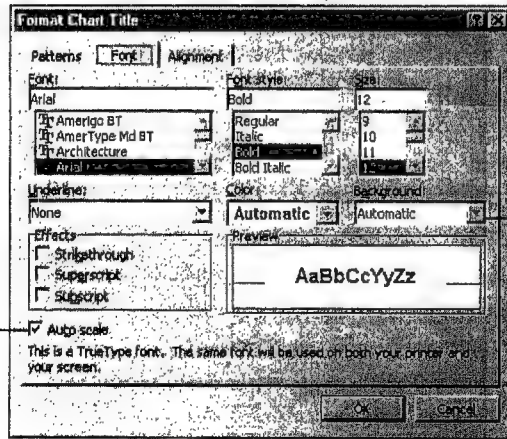 Format Chart Title
Patterns Font Alignment
Font: Font style: Size:
Arial Bold 12
Amerigo BT Regular 9
AmerType Md BT Italic 10
Architecture Bold 11
Arial Bold Italic 12
Underline: Color: Background:
None Automatic Automatic
Effects Preview
Strikethrough
Superscript
Subscript
AaBbCcYyZz
Auto scale
This is a TrueType font. The same font will be used on both your printer and
your screen.
OK Cancel